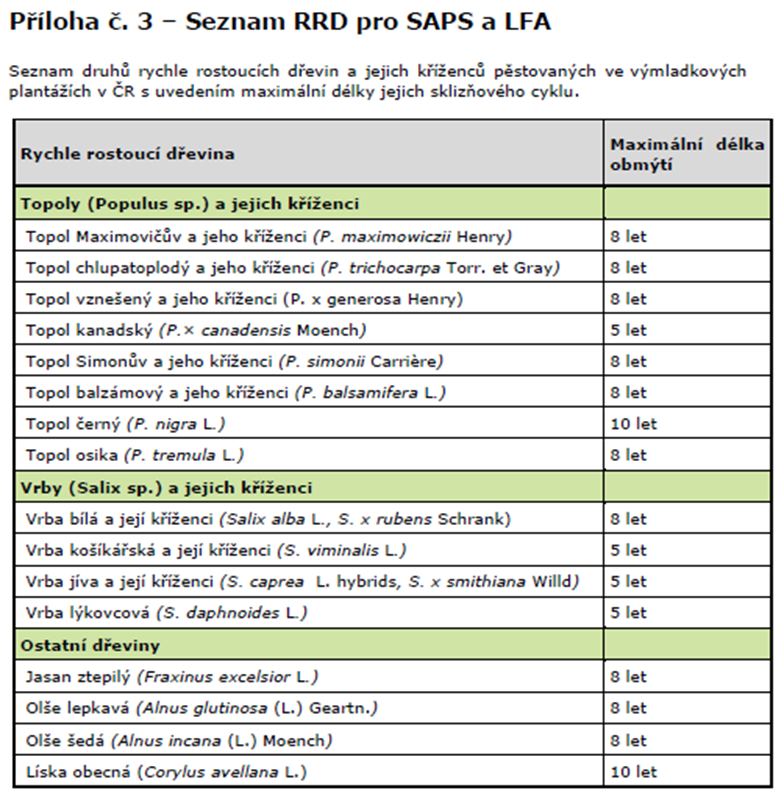 Příloha č. 3 – Seznam RRD pro SAPS a LFA
Seznam druhů rychle rostoucích dřevin a jejich kříženců pěstovaných ve výmladkových
plantážích v ČR s uvedením maximální délky jejich sklizňového cyklu.
Rychle rostoucí dřevina
Maximální délka
obmýtí
Topoly (Populus sp.) a jejich kříženci
Topol Maximovičův a jeho kříženci (P. maximowiczii Henry) 8 let
Topol chlupatoplodý a jeho kříženci (P. trichocarpa Torr. et Gray) 8 let
Topol vznešený a jeho kříženci (P. x generosa Henry) 8 let
Topol kanadský (P.× canadensis Moench) 5 let
Topol Simonův a jeho kříženci (P. simonii Carrière) 8 let
Topol balzámový a jeho kříženci (P. balsamifera L.) 8 let
Topol černý (P. nigra L.) 10 let
Topol osika (P. tremula L.) 8 let
Vrby (Salix sp.) a jejich kříženci
Vrba bílá a její kříženci (Salix alba L., S. x rubens Schrank) 8 let
Vrba košíkářská a její kříženci (S. viminalis L.) 5 let
Vrba jíva a její kříženci (S. caprea L. hybrids, S. x smithiana Willd) 5 let
Vrba lýkovcová (S. daphnoides L.) 5 let
Ostatní dřeviny
Jasan ztepilý (Fraxinus excelsior L.) 8 let
Olše lepkavá (Alnus glutinosa (L.) Geartn.) 8 let
Olše šedá (Alnus incana (L.) Moench) 8 let
Líska obecná (Corylus avellana L.) 10 let